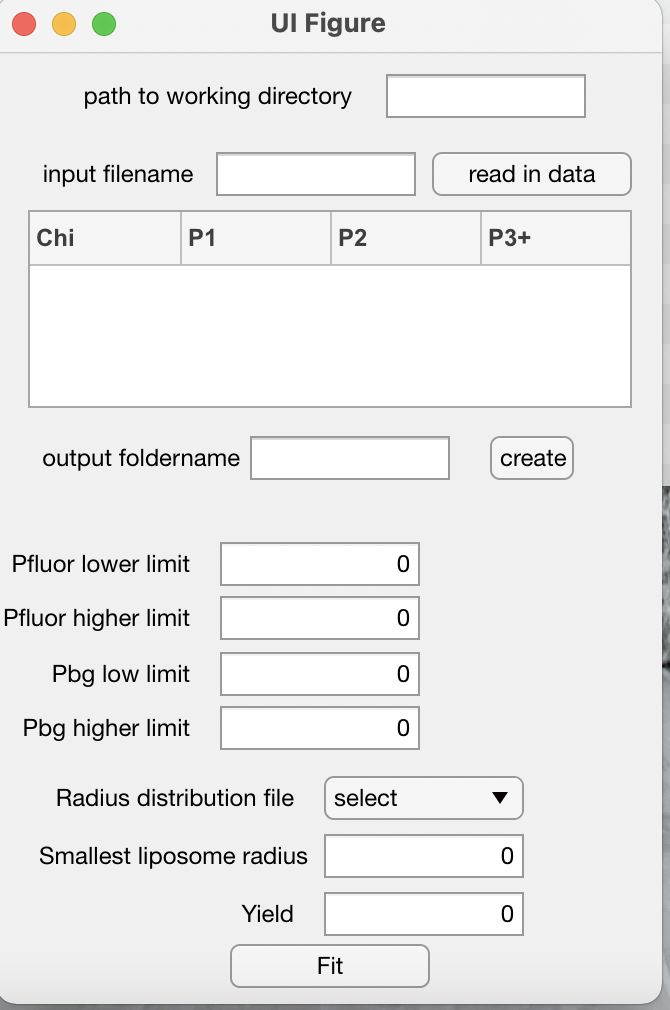 UI Figure
path to working directory
input filename read in data
Chi P1 P2 P3+
output foldername create
Pfluor lower limit 0
Pfluor higher limit 0
Pbg low limit 0
Pbg higher limit 0
Radius distribution file select
Smallest liposome radius 0
Yield 0
Fit